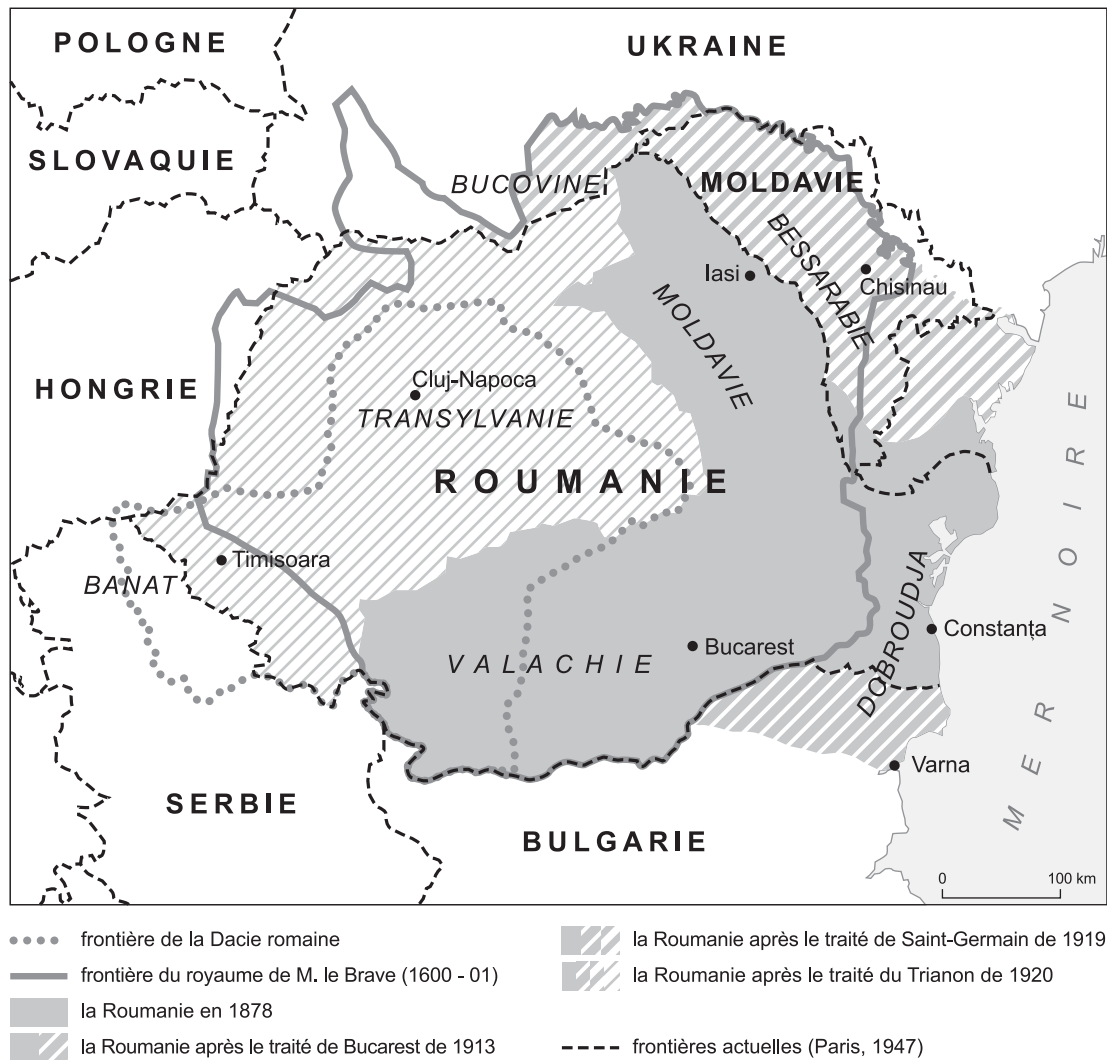 POLOGNE
UKRAINE
SLOVAQUIE
BUCOVINE
MOLDAVIE
BESSARABIE
Iasi
Chisinau
MOLDAVIE
HONGRIE
Cluj-Napoca
TRANSYLVANIE
ROUMANIE
Timisoara
BANAT
VALACHIE
Bucarest
DOBROUDJA
Constanţa
MER NOIRE
Varna
SERBIE
BULGARIE
0 100 km
frontière de la Dacie romaine
frontière du royaume de M. le Brave (1600 - 01)
la Roumanie en 1878
la Roumanie après le traité de Bucarest de 1913
la Roumanie après le traité de Saint-Germain de 1919
la Roumanie après le traité du Trianon de 1920
frontières actuelles (Paris, 1947)